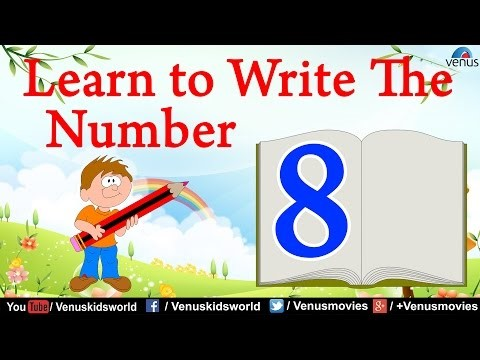 venus
Learn to Write The
Number
8
You Tube / Venuskidsworld f / Venuskidsworld / Venusmovies g+ / +Venusmovies